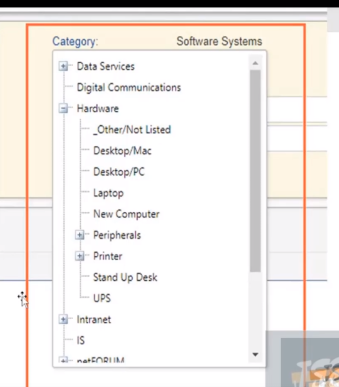 Category: Software Systems
Data Services
Digital Communications
Hardware
_Other/Not Listed
Desktop/Mac
Desktop/PC
Laptop
New Computer
Peripherals
Printer
Stand Up Desk
UPS
Intranet
IS
netFORUM